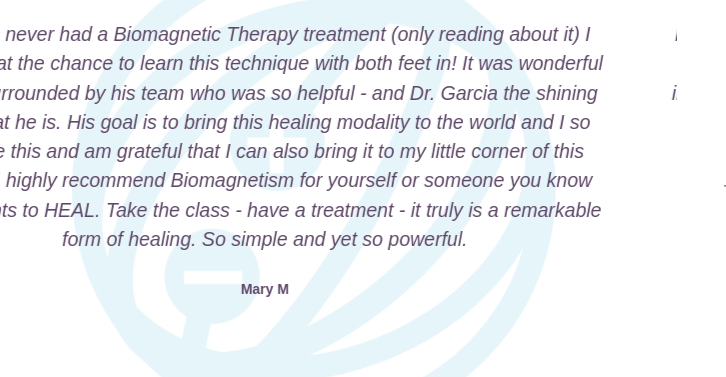 never had a Biomagnetic Therapy treatment (only reading about it) I
at the chance to learn this technique with both feet in! It was wonderful
rrounded by his team who was so helpful - and Dr. Garcia the shining
at he is. His goal is to bring this healing modality to the world and I so
e this and am grateful that I can also bring it to my little corner of this
highly recommend Biomagnetism for yourself or someone you know
nts to HEAL. Take the class - have a treatment - it truly is a remarkable
form of healing. So simple and yet so powerful.
Mary M